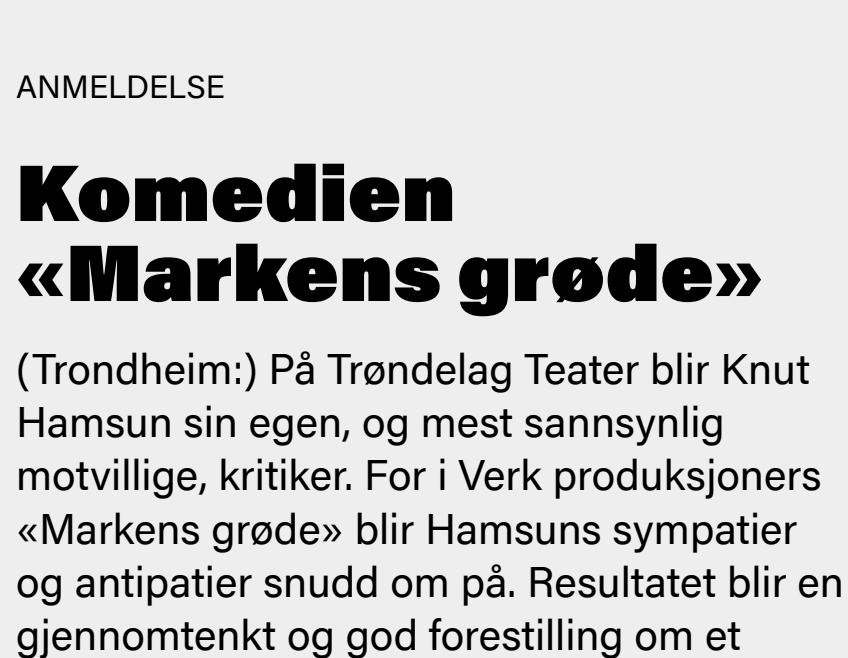 ANMELDELSE
Komedien
«Markens grøde»
(Trondheim:) På Trøndelag Teater blir Knut
Hamsun sin egen, og mest sannsynlig
motvillige, kritiker. For i Verk produksjoners
«Markens grøde» blir Hamsuns sympatier
og antipatier snudd om på. Resultatet blir en
gjennomtenkt og god forestilling om et